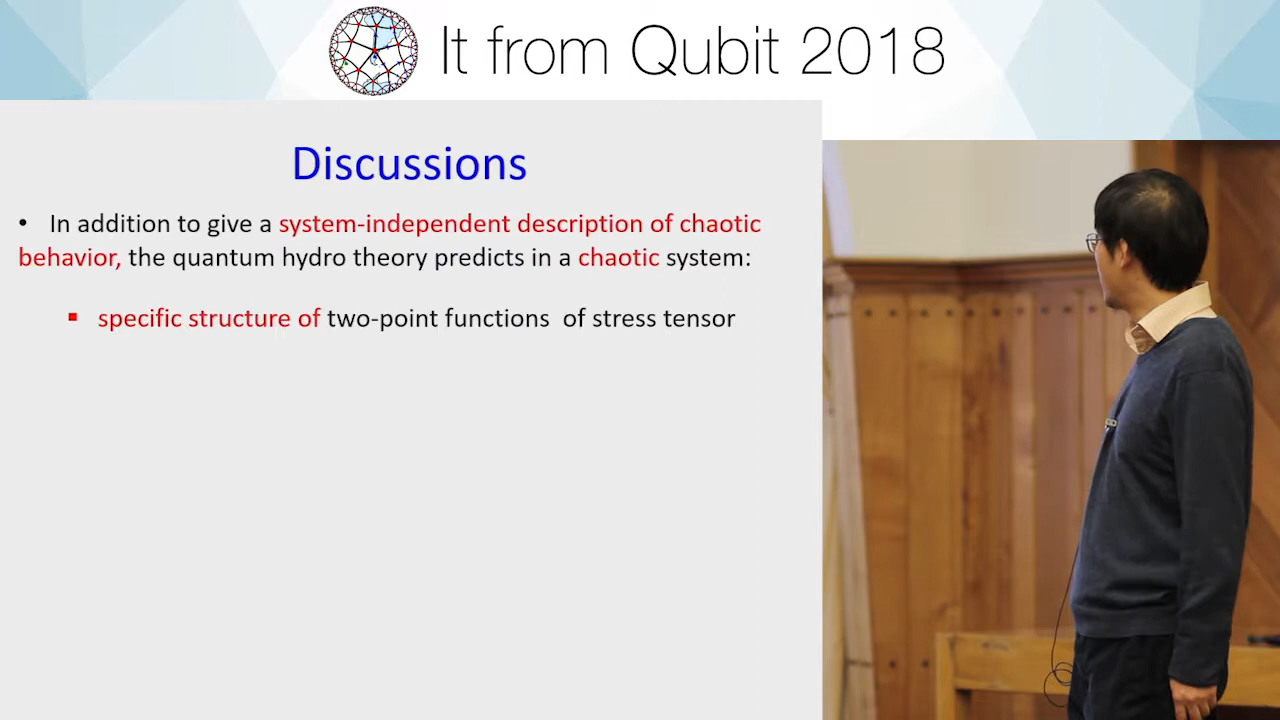 It from Qubit 2018
Discussions
• In addition to give a system-independent description of chaotic
behavior, the quantum hydro theory predicts in a chaotic system:
▪ specific structure of two-point functions of stress tensor